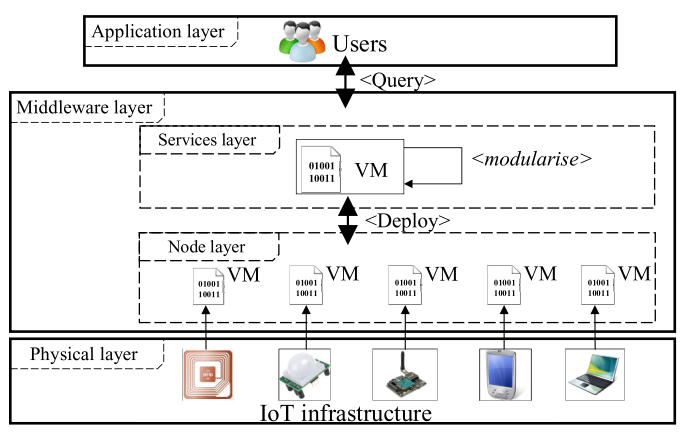 Application layer
Users
<Query>
Middleware layer
Services layer
01001
10011
VM
<modularise>
<Deploy>
Node layer
01001
10011
VM
01001
10011
VM
01001
10011
VM
01001
10011
VM
01001
10011
VM
Physical layer
IoT infrastructure